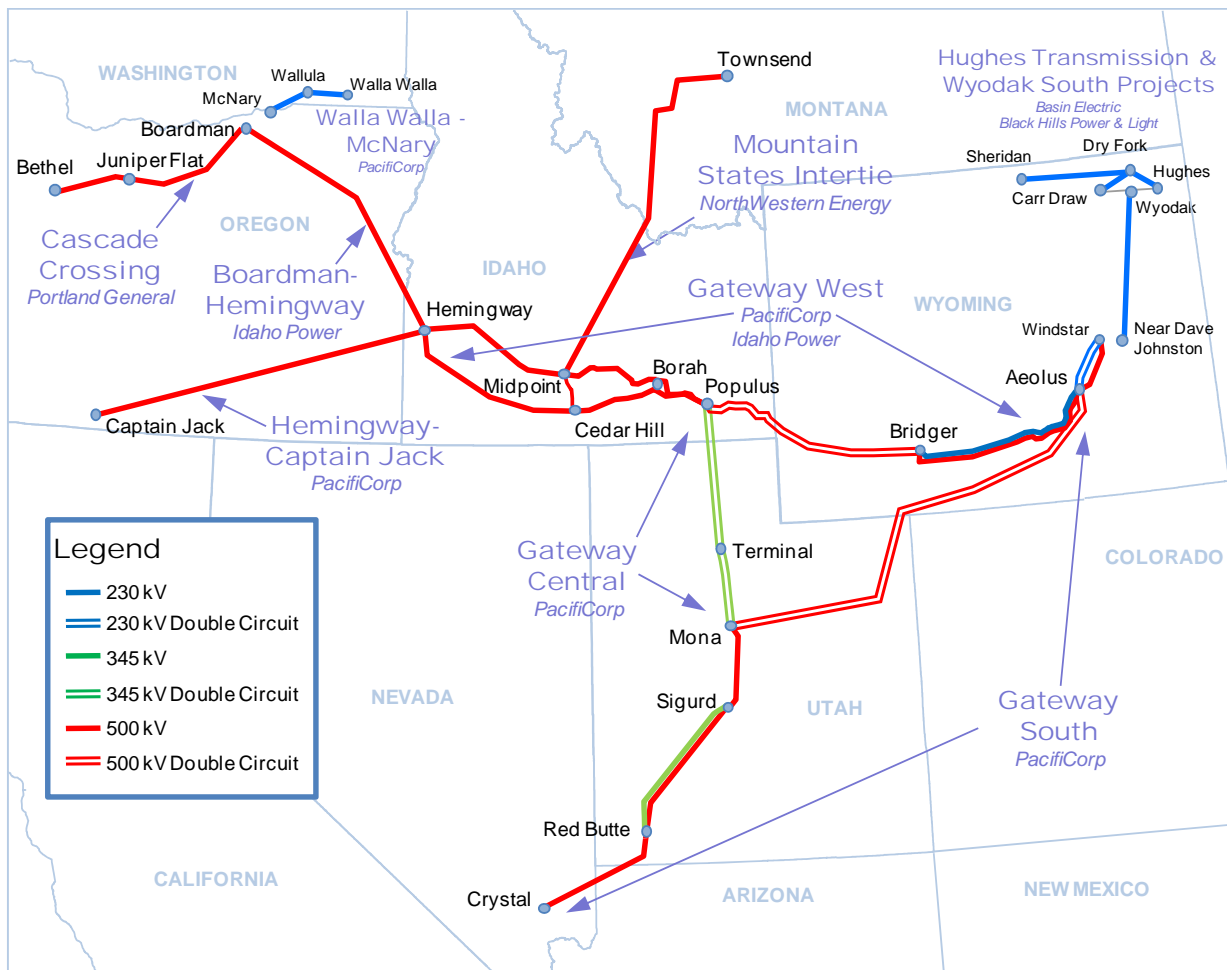 WASHINGTON
Wallula
Walla Walla
McNary
Boardman
Walla Walla -
McNary
PacifiCorp
Bethel
Juniper Flat
Townsend
MONTANA
Hughes Transmission &
Wyodak South Projects
Basin Electric
Black Hills Power & Light
Dry Fork
Sheridan
Hughes
Carr Draw
Wyodak
Mountain
States Intertie
NorthWestern Energy
OREGON
Cascade
Crossing
Portland General
Boardman-
Hemingway
Idaho Power
IDAHO
Gateway West
PacifiCorp
Idaho Power
WYOMING
Hemingway
Windstar
Near Dave
Johnston
Midpoint
Borah
Populus
Aeolus
Captain Jack
Hemingway-
Captain Jack
PacifiCorp
Cedar Hill
Bridger
Legend
230 kV
230 kV Double Circuit
345 kV
345 kV Double Circuit
500 kV
500 kV Double Circuit
Gateway
Central
PacifiCorp
Terminal
Mona
COLORADO
NEVADA
Sigurd
UTAH
Gateway
South
PacifiCorp
Red Butte
CALIFORNIA
Crystal
ARIZONA
NEW MEXICO